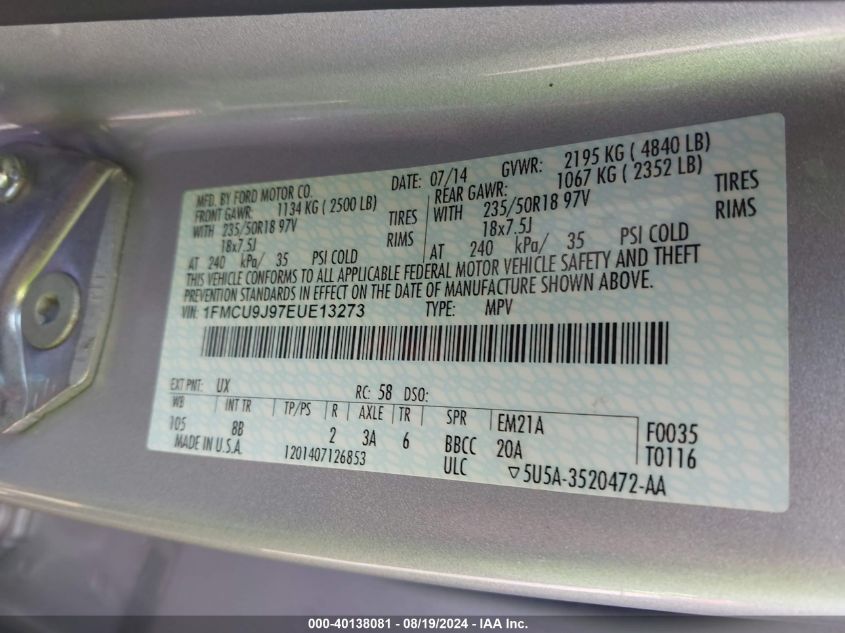 MFD. BY FORD MOTOR CO. DATE: 07/14 GVWR: 2195 KG ( 4840 LB)
FRONT GAWR: 1134 KG ( 2500 LB) REAR GAWR: 1067 KG ( 2352 LB)
WITH 235/50R18 97V TIRES WITH 235/50R18 97V TIRES
18x7.5J RIMS 18x7.5J RIMS
AT 240 kPa/ 35 PSI COLD AT 240 kPa/ 35 PSI COLD
THIS VEHICLE CONFORMS TO ALL APPLICABLE FEDERAL MOTOR VEHICLE SAFETY AND THEFT
PREVENTION STANDARDS IN EFFECT ON THE DATE OF MANUFACTURE SHOWN ABOVE.
VIN: 1FMCU9J97EUE13273 TYPE: MPV
EXT PNT: UX RC: 58 DSO:
WB INT TR TP/PS R AXLE TR SPR EM21A F0035
105 8B 2 3A 6 BBCC 20A T0116
MADE IN U.S.A. 1201407126853 ULC ▽5U5A-3520472-AA
000-40138081 - 08/19/2024 - IAA Inc.